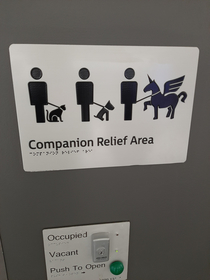 Companion Relief Area
Occupied
Vacant
Push To Open